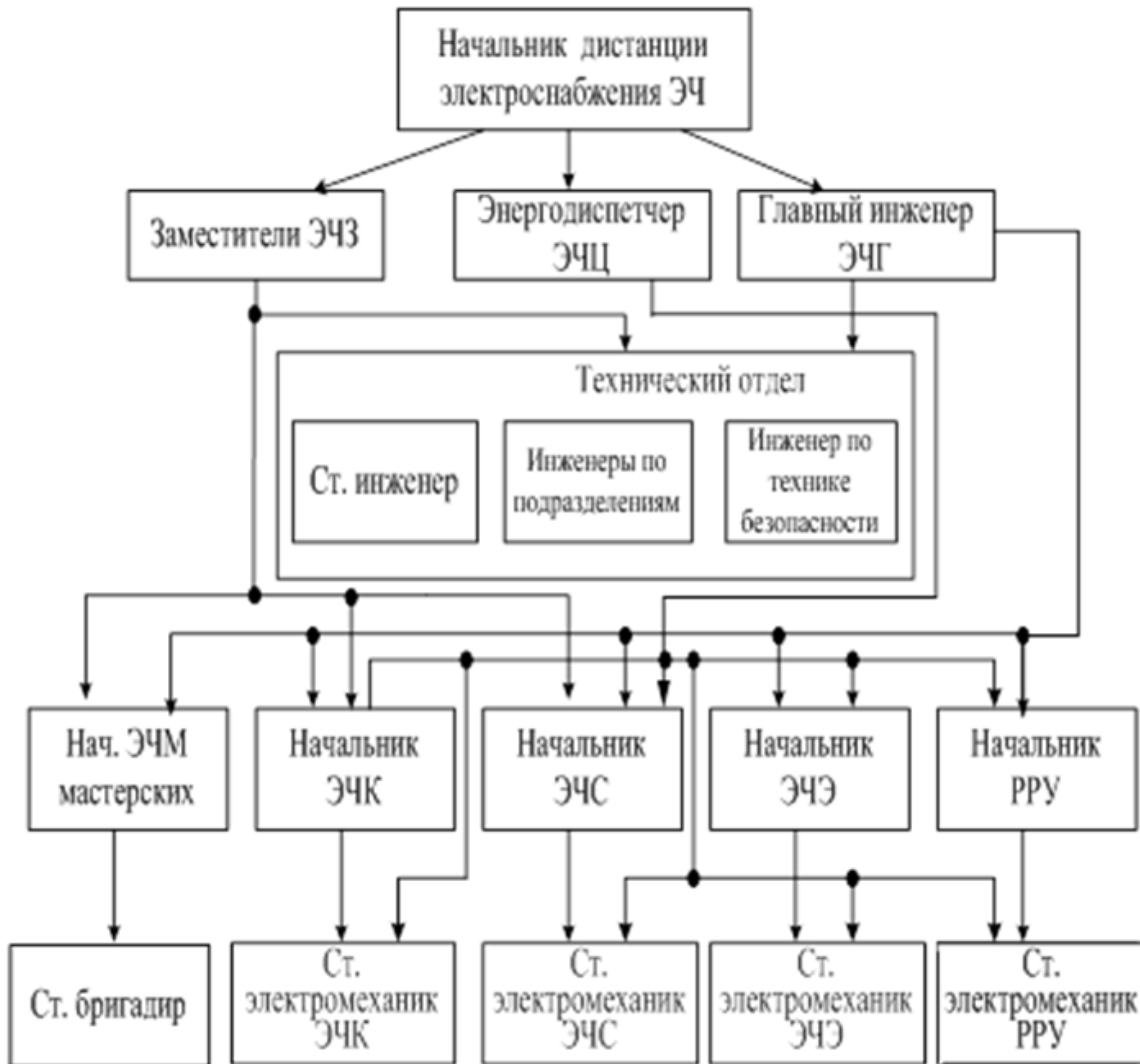 Начальник дистанции
электроснабжения ЭЧ
Заместители ЭЧЗ
Энергодиспетчер
ЭЧЦ
Главный инженер
ЭЧГ
Технический отдел
Ст. инженер
Инженеры по
подразделениям
Инженер по
технике
безопасности
Нач. ЭЧМ
мастерских
Начальник
ЭЧК
Начальник
ЭЧС
Начальник
ЭЧЭ
Начальник
РРУ
Ст. бригадир
Ст.
электромеханик
ЭЧК
Ст.
электромеханик
ЭЧС
Ст.
электромеханик
ЭЧЭ
Ст.
электромеханик
РРУ